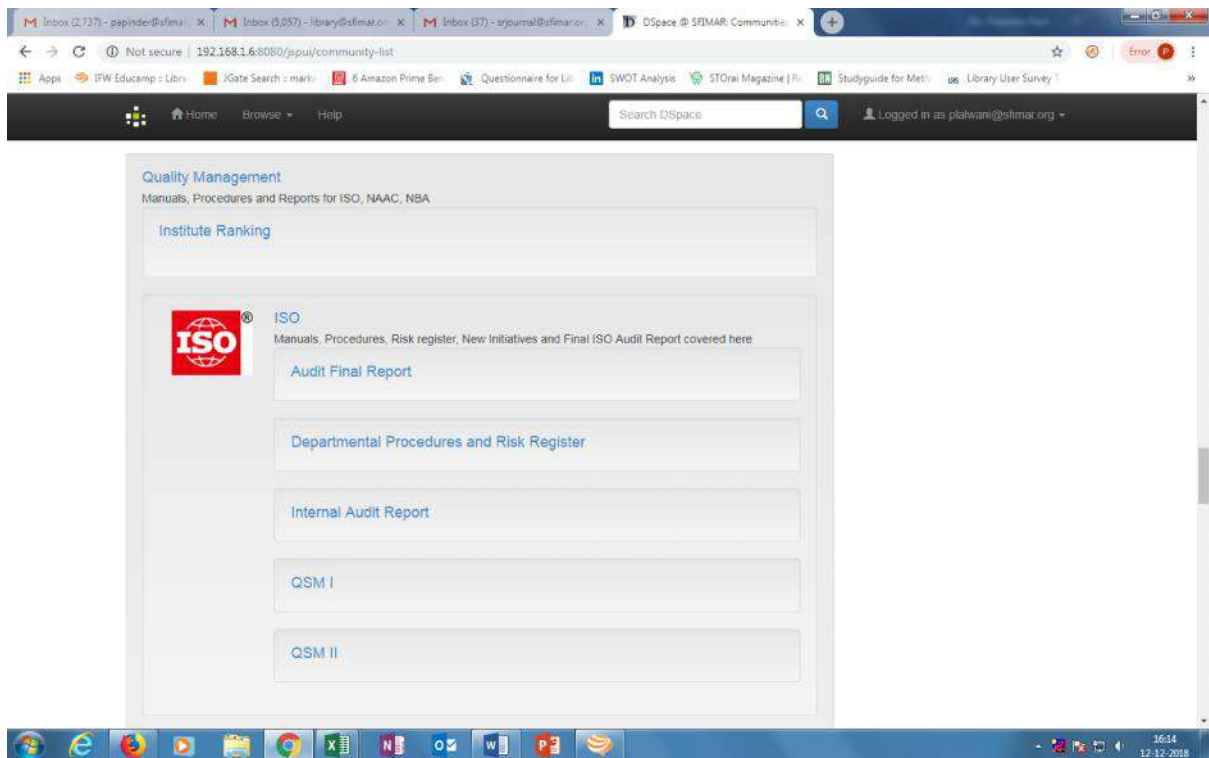 Inbox (2,737) - pepinder@sfimar.
Inbox (5,057) - library@sfimar.or
Inbox - srjournal@sfimar.or
DSpace @ SFIMAR: Communitie
Not secure | 192.168.1.6:8080/jspui/community-list
Error P
Apps
IFW Educamp :: Libra
JGate Search :: mark
6 Amazon Prime Ben
Questionnaire for Lib
in SWOT Analysis
STOrai Magazine | R
Studyguide for Meth
Library User Survey
Home Browse Help
Search DSpace
Logged in as plalwani@sfimar.org
Quality Management
Manuals, Procedures and Reports for ISO, NAAC, NBA
Institute Ranking
ISO ®
ISO
Manuals, Procedures, Risk register, New Initiatives and Final ISO Audit Report covered here
Audit Final Report
Departmental Procedures and Risk Register
Internal Audit Report
QSM I
QSM II
16:14
12-12-2018